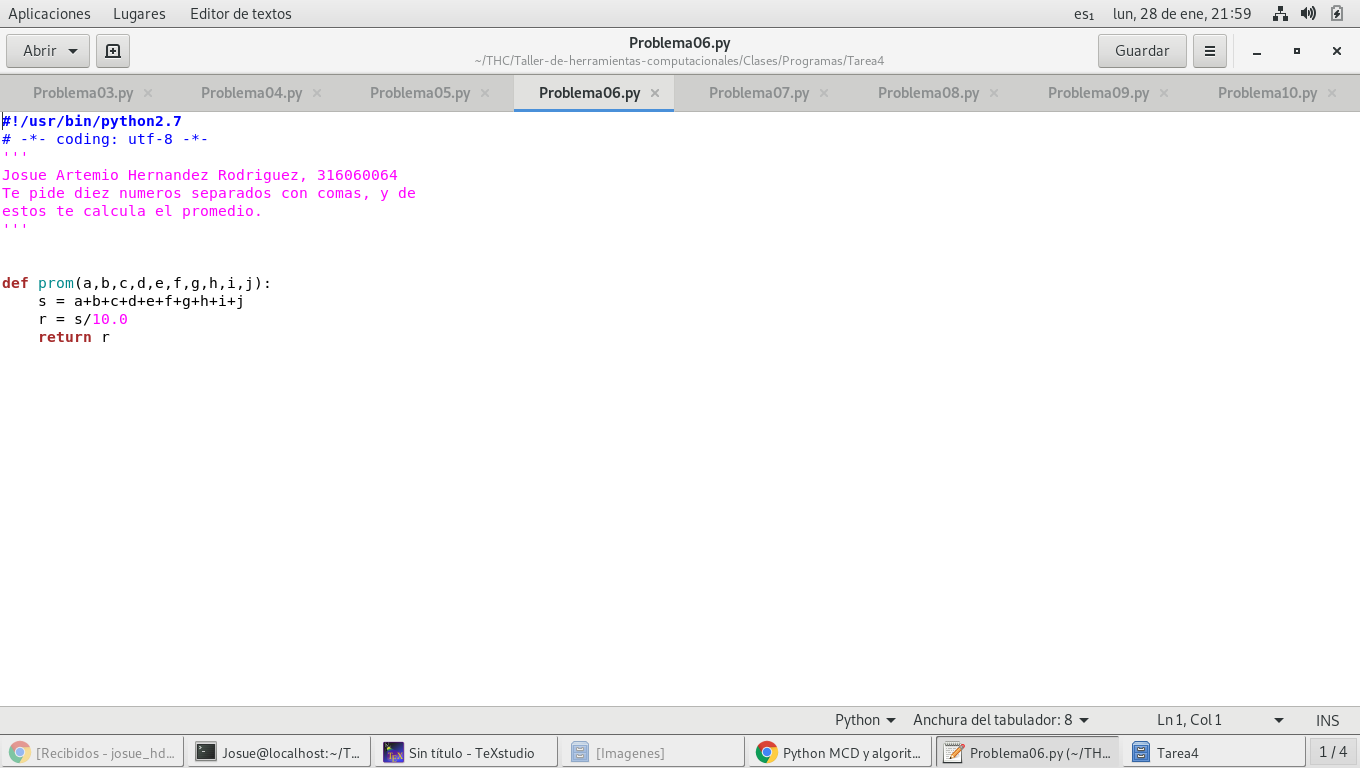 Aplicaciones Lugares Editor de textos es₁ lun, 28 de ene, 21:59
Abrir Problema06.py Guardar
~/THC/Taller-de-herramientas-computacionales/Clases/Programas/Tarea4
Problema03.py Problema04.py Problema05.py Problema06.py Problema07.py Problema08.py Problema09.py Problema10.py
#!/usr/bin/python2.7
# -*- coding: utf-8 -*-
'''
Josue Artemio Hernandez Rodriguez, 316060064
Te pide diez numeros separados con comas, y de
estos te calcula el promedio.
'''
def prom(a,b,c,d,e,f,g,h,i,j):
    s = a+b+c+d+e+f+g+h+i+j
    r = s/10.0
    return r
Python Anchura del tabulador: 8 Ln 1, Col 1 INS
[Recibidos - josue_hd... Josue@localhost:~/T... Sin título - TeXstudio [Imagenes] Python MCD y algorit... Problema06.py (~/TH... Tarea4 1 / 4